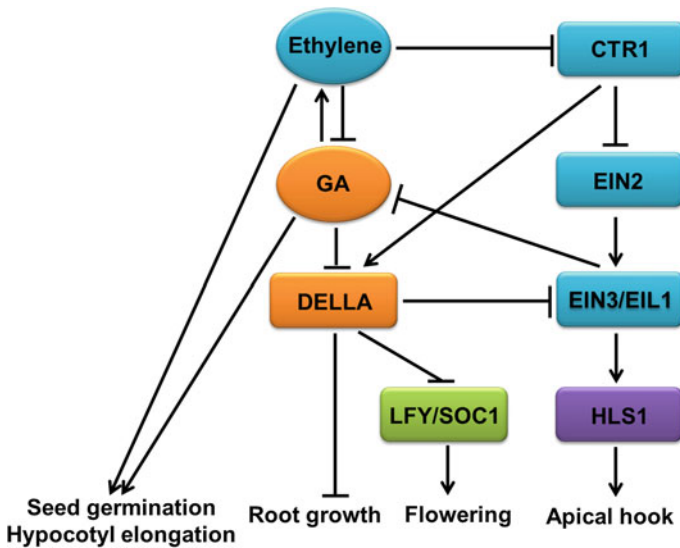 Ethylene
CTR1
GA
EIN2
DELLA
EIN3/EIL1
LFY/SOC1
HLS1
Seed germination
Hypocotyl elongation
Root growth
Flowering
Apical hook